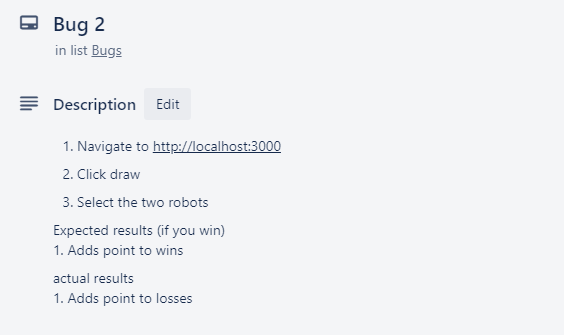 Bug 2
in list Bugs
Description Edit
1. Navigate to http://localhost:3000
2. Click draw
3. Select the two robots
Expected results (if you win)
1. Adds point to wins
actual results
1. Adds point to losses